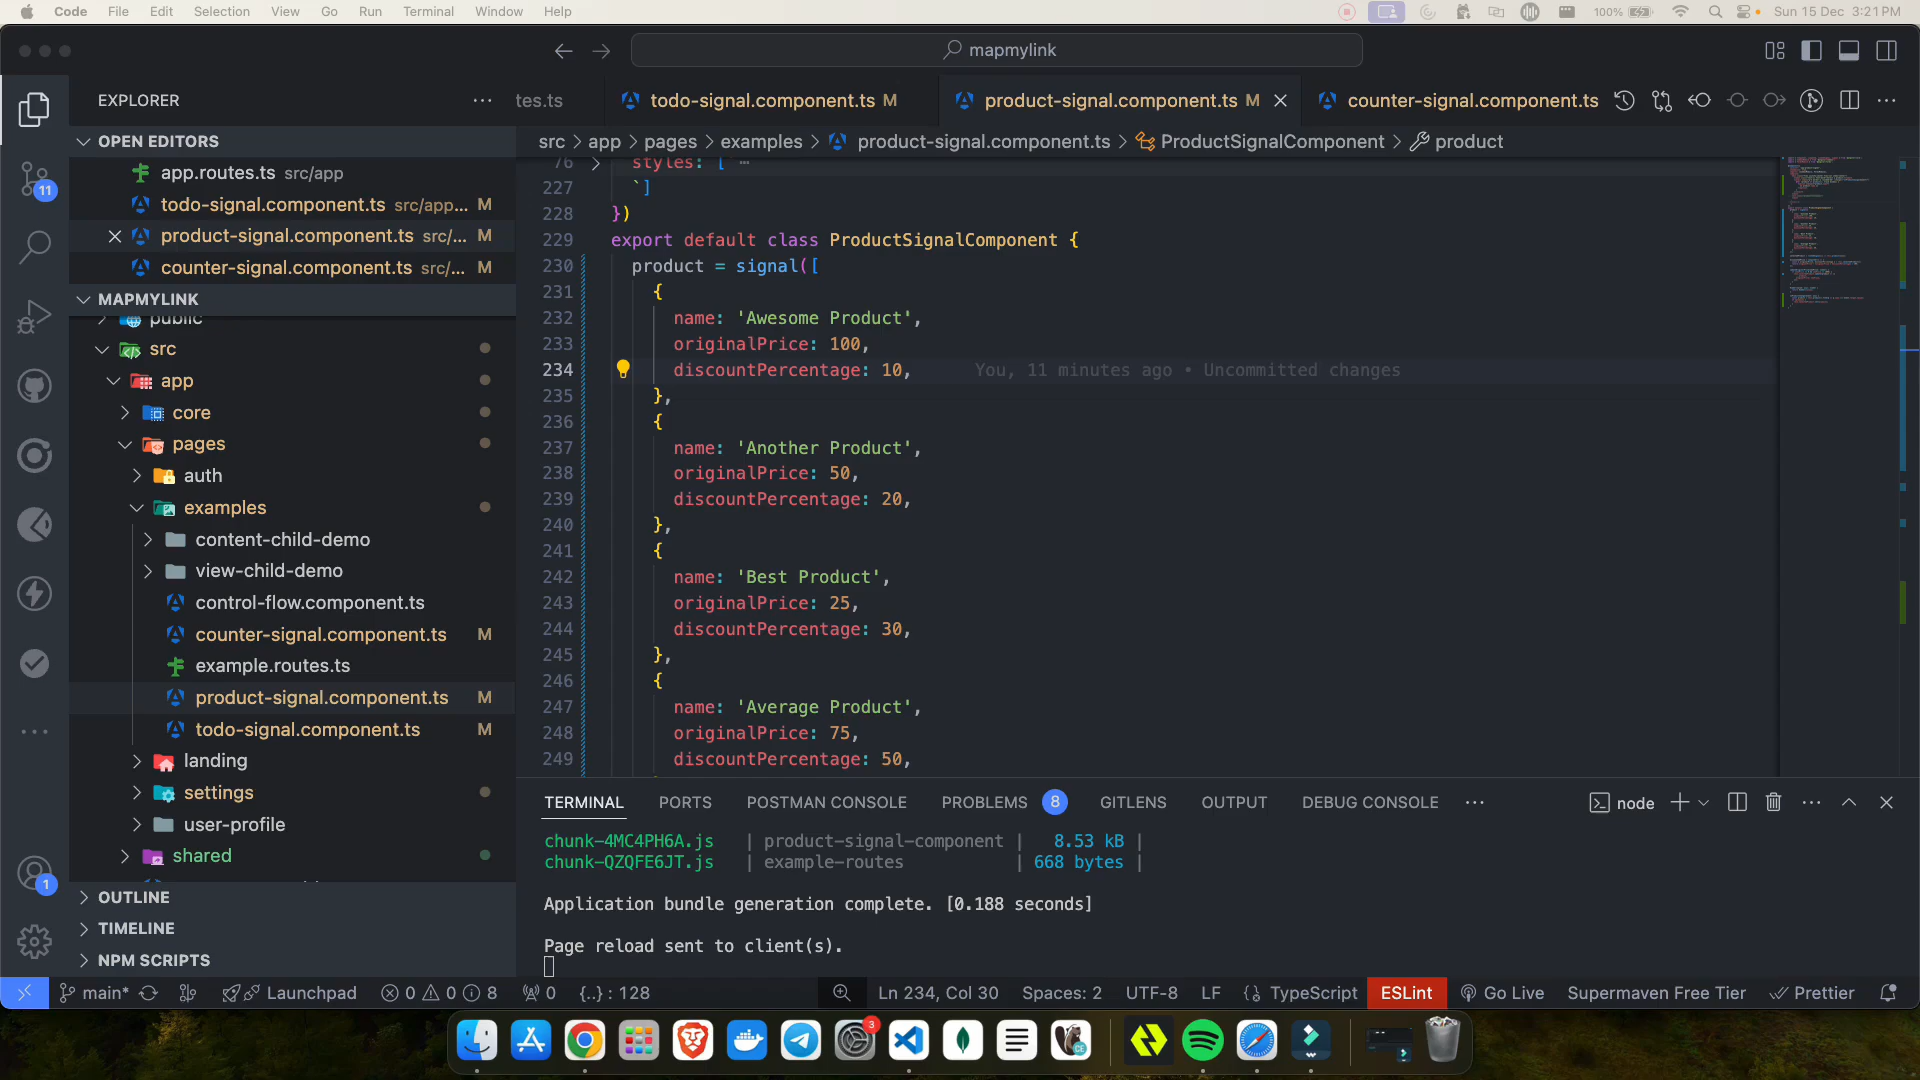 Code File Edit Selection View Go Run Terminal Window Help 100% Sun 15 Dec 3:21 PM
mapmylink
EXPLORER
tes.ts todo-signal.component.ts M product-signal.component.ts M counter-signal.component.ts
OPEN EDITORS
src > app > pages > examples > product-signal.component.ts > ProductSignalComponent > product
app.routes.ts src/app
todo-signal.component.ts src/app... M
product-signal.component.ts src/... M
counter-signal.component.ts src/... M
MAPMYLINK
public
src
app
core
pages
auth
examples
content-child-demo
view-child-demo
control-flow.component.ts
counter-signal.component.ts M
example.routes.ts
product-signal.component.ts M
todo-signal.component.ts M
landing
settings
user-profile
shared
OUTLINE
TIMELINE
NPM SCRIPTS
11
1
76 styles: [ ...
227 `]
228 })
229 export default class ProductSignalComponent {
230 product = signal([
231 {
232 name: 'Awesome Product',
233 originalPrice: 100,
234 discountPercentage: 10, You, 11 minutes ago • Uncommitted changes
235 },
236 {
237 name: 'Another Product',
238 originalPrice: 50,
239 discountPercentage: 20,
240 },
241 {
242 name: 'Best Product',
243 originalPrice: 25,
244 discountPercentage: 30,
245 },
246 {
247 name: 'Average Product',
248 originalPrice: 75,
249 discountPercentage: 50,
TERMINAL PORTS POSTMAN CONSOLE PROBLEMS 8 GITLENS OUTPUT DEBUG CONSOLE ... node
chunk-4MC4PH6A.js | product-signal-component | 8.53 kB |
chunk-QZQFE6JT.js | example-routes | 668 bytes |
Application bundle generation complete. [0.188 seconds]
Page reload sent to client(s).
main* Launchpad 0 0 8 0 {..} : 128 Ln 234, Col 30 Spaces: 2 UTF-8 LF TypeScript ESLint Go Live Supermaven Free Tier Prettier
3